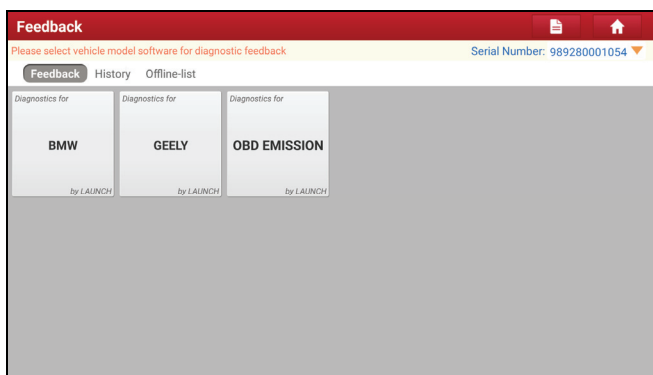 Feedback
Please select vehicle model software for diagnostic feedback
Serial Number: 989280001054
Feedback History Offline-list
Diagnostics for Diagnostics for Diagnostics for
BMW GEELY OBD EMISSION
by LAUNCH by LAUNCH by LAUNCH